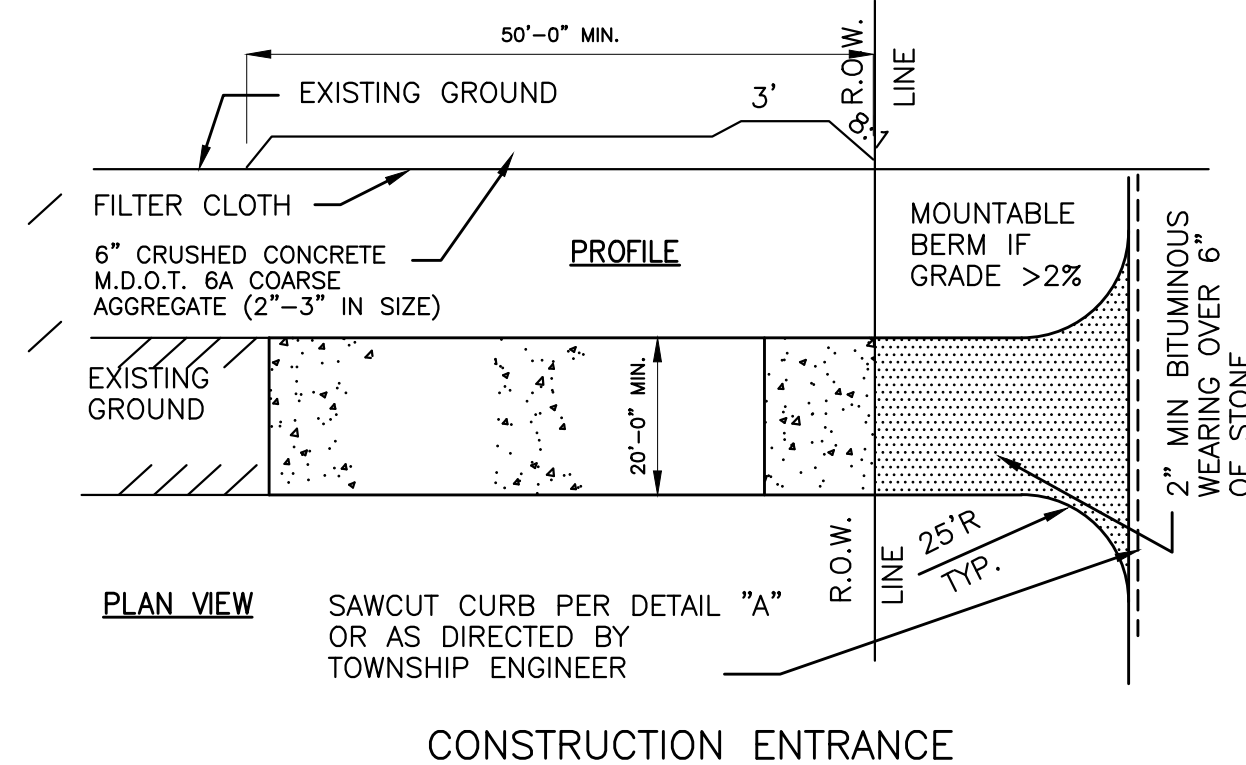 50'-0" MIN.
R.O.W.
LINE
EXISTING GROUND
3'
8:1
FILTER CLOTH
6" CRUSHED CONCRETE
M.D.O.T. 6A COARSE
AGGREGATE (2"-3" IN SIZE)
PROFILE
MOUNTABLE
BERM IF
GRADE >2%
2" MIN BITUMINOUS
WEARING OVER 6"
OF STONE
EXISTING
GROUND
20'-0" MIN.
R.O.W.
LINE
25'R
TYP.
PLAN VIEW
SAWCUT CURB PER DETAIL "A"
OR AS DIRECTED BY
TOWNSHIP ENGINEER
CONSTRUCTION ENTRANCE